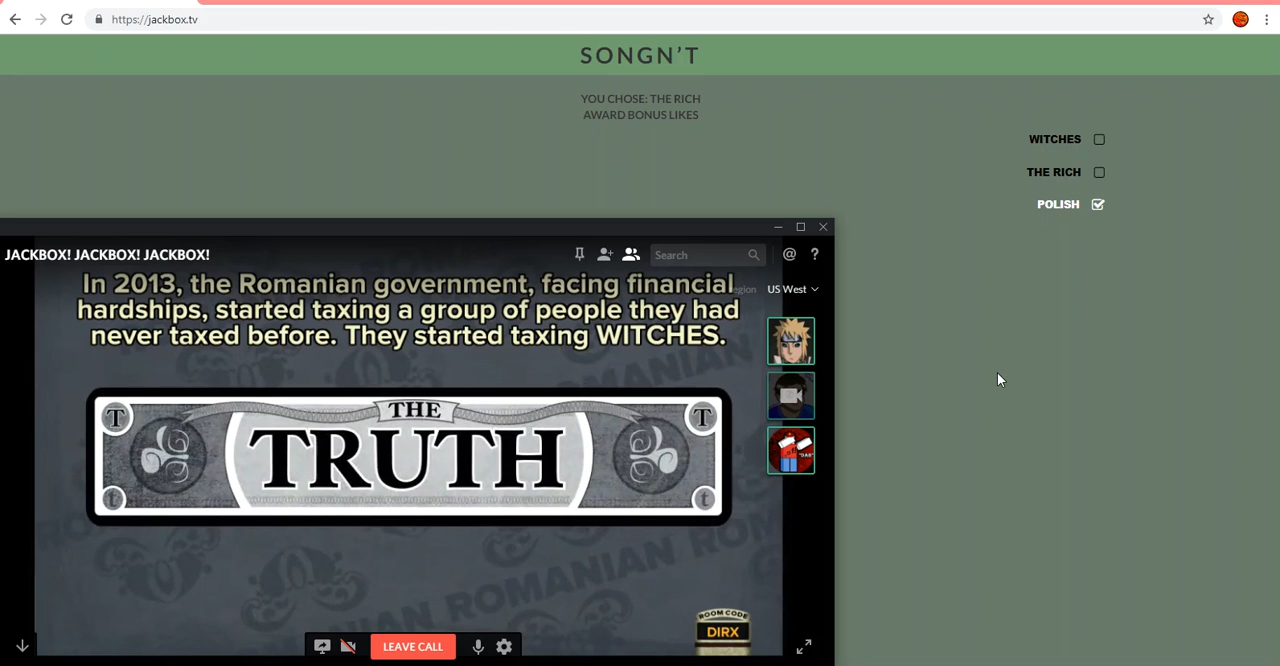 https://jackbox.tv
SONGN'T
YOU CHOSE: THE RICH
AWARD BONUS LIKES
WITCHES
THE RICH
POLISH
JACKBOX! JACKBOX! JACKBOX!
Search
@
?
In 2013, the Romanian government, facing financial
hardships, started taxing a group of people they had
never taxed before. They started taxing WITCHES.
US West
T
THE
T
TRUTH
t
t
ROOM CODE
DIRX
LEAVE CALL